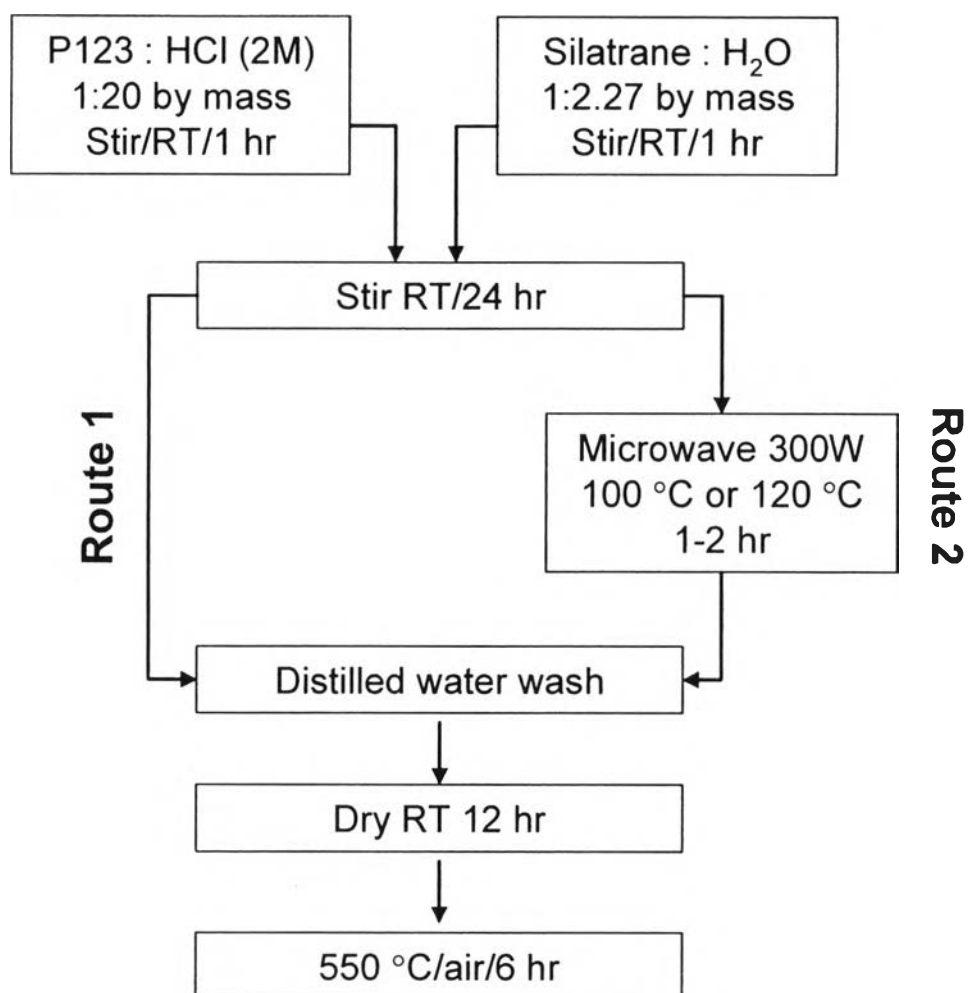 P123 : HCl (2M)
1:20 by mass
Stir/RT/1 hr
Silatrane : H₂O
1:2.27 by mass
Stir/RT/1 hr
Stir RT/24 hr
Route 1
Microwave 300W
100 °C or 120 °C
1-2 hr
Route 2
Distilled water wash
Dry RT 12 hr
550 °C/air/6 hr